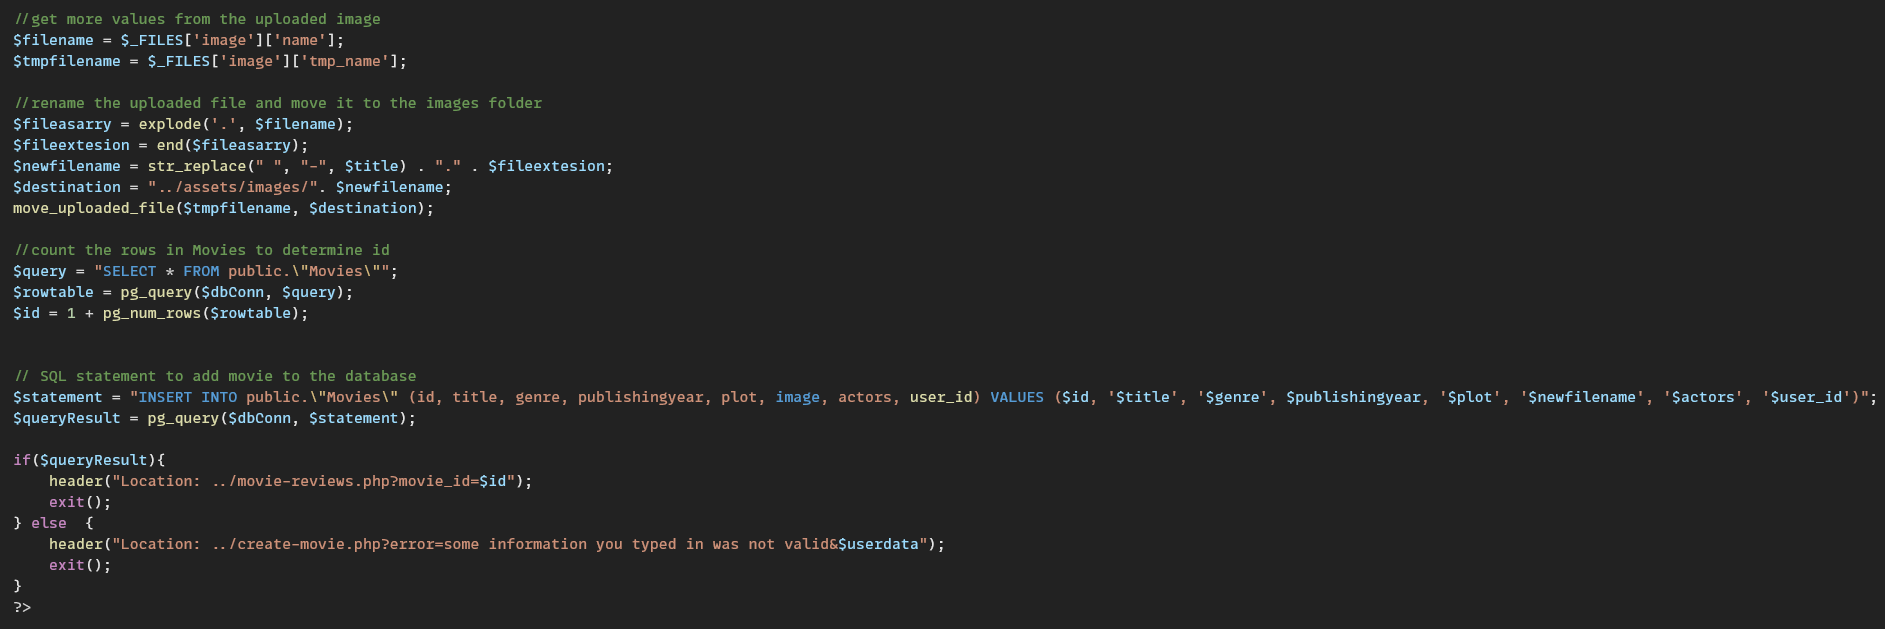 //get more values from the uploaded image
$filename = $_FILES['image']['name'];
$tmpfilename = $_FILES['image']['tmp_name'];
//rename the uploaded file and move it to the images folder
$fileasarry = explode('.', $filename);
$fileextesion = end($fileasarry);
$newfilename = str_replace(" ", "-", $title) . "." . $fileextesion;
$destination = "../assets/images/". $newfilename;
move_uploaded_file($tmpfilename, $destination);
//count the rows in Movies to determine id
$query = "SELECT * FROM public.\"Movies\"";
$rowtable = pg_query($dbConn, $query);
$id = 1 + pg_num_rows($rowtable);
// SQL statement to add movie to the database
$statement = "INSERT INTO public.\"Movies\" (id, title, genre, publishingyear, plot, image, actors, user_id) VALUES ($id, '$title', '$genre', $publishingyear, '$plot', '$newfilename', '$actors', '$user_id')";
$queryResult = pg_query($dbConn, $statement);
if($queryResult){
    header("Location: ../movie-reviews.php?movie_id=$id");
    exit();
} else  {
    header("Location: ../create-movie.php?error=some information you typed in was not valid&$userdata");
    exit();
}
?>